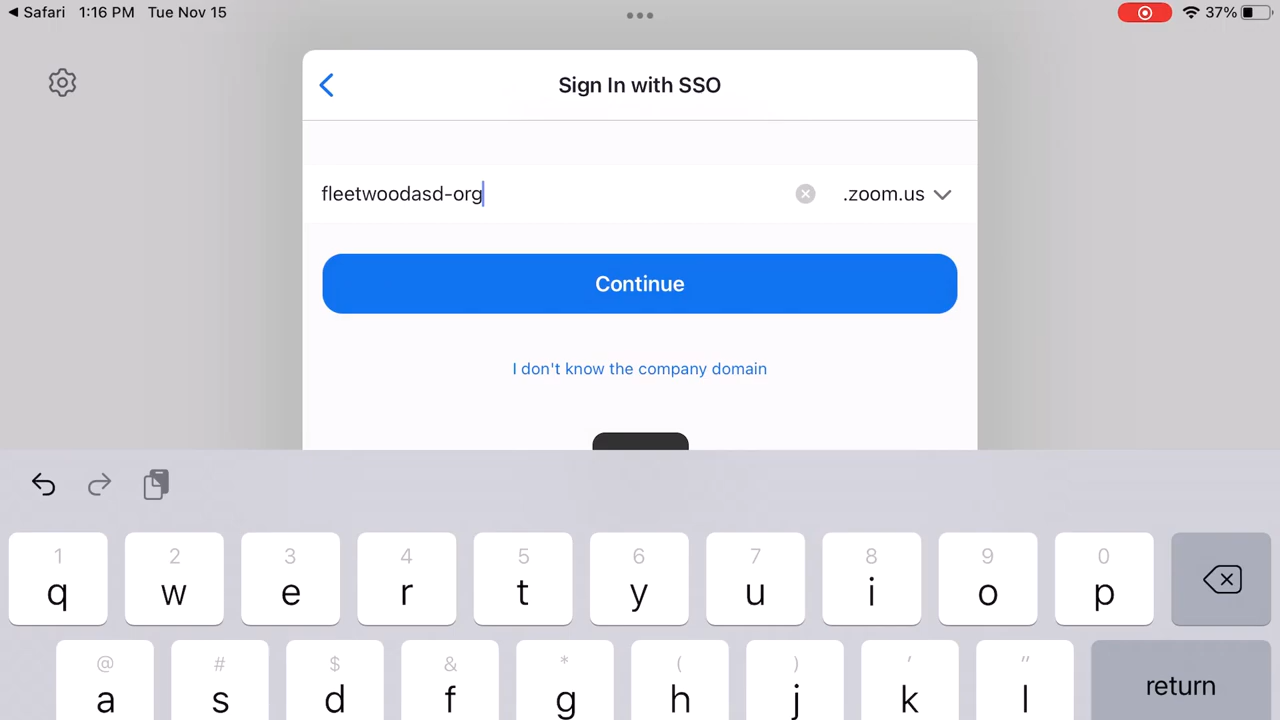 Safari 1:16 PM Tue Nov 15
37%
Sign In with SSO
fleetwoodasd-org .zoom.us
Continue
I don't know the company domain
1 2 3 4 5 6 7 8 9 0
q w e r t y u i o p
@ # $ & * ( ) ' "
a s d f g h j k l return